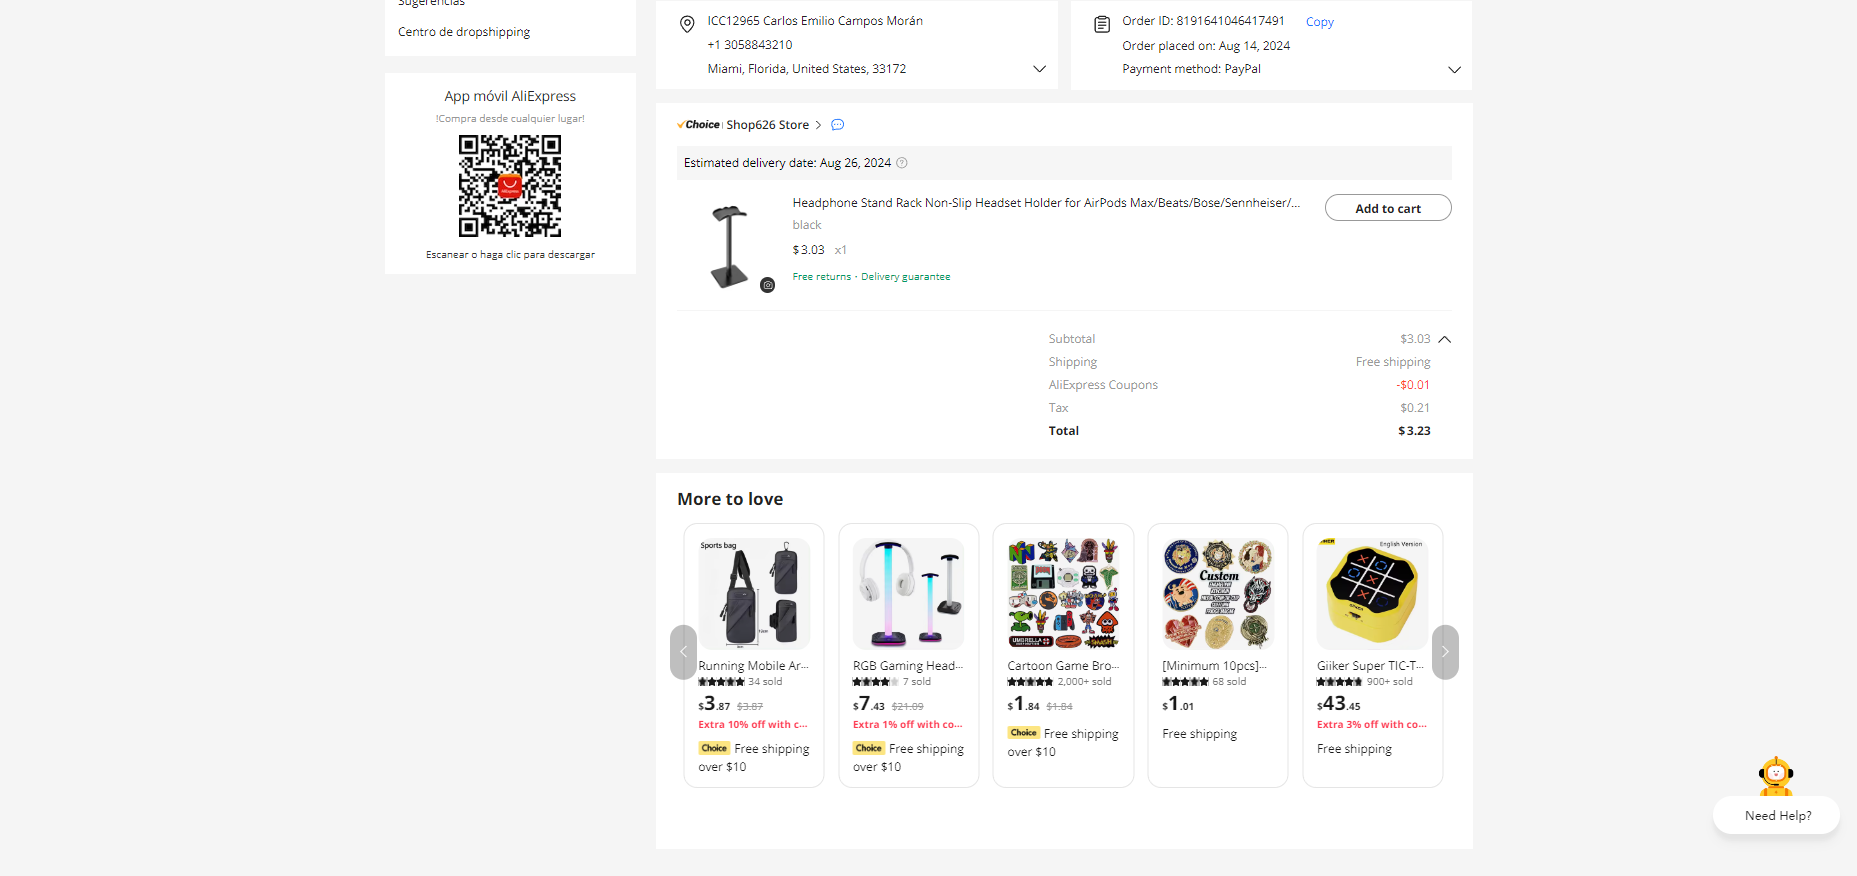 Sugerencias
Centro de dropshipping
App móvil AliExpress
!Compra desde cualquier lugar!
AliExpress
Escanear o haga clic para descargar
ICC12965 Carlos Emilio Campos Morán
+1 3058843210
Miami, Florida, United States, 33172
Order ID: 8191641046417491 Copy
Order placed on: Aug 14, 2024
Payment method: PayPal
Choice Shop626 Store
Estimated delivery date: Aug 26, 2024
Headphone Stand Rack Non-Slip Headset Holder for AirPods Max/Beats/Bose/Sennheiser/...
Add to cart
black
$3.03 x1
Free returns · Delivery guarantee
Subtotal $3.03
Shipping Free shipping
AliExpress Coupons -$0.01
Tax $0.21
Total $3.23
More to love
Sports bag
Running Mobile Ar...
34 sold
$3.87 $3.87
Extra 10% off with c...
Choice Free shipping
over $10
RGB Gaming Head...
7 sold
$7.43 $21.09
Extra 1% off with co...
Choice Free shipping
over $10
UMBRELLA
Cartoon Game Bro...
2,000+ sold
$1.84 $1.84
Choice Free shipping
over $10
Custom
[Minimum 10pcs]...
68 sold
$1.01
Free shipping
English Version
Giiker Super TIC-T...
900+ sold
$43.45
Extra 3% off with co...
Free shipping
Need Help?